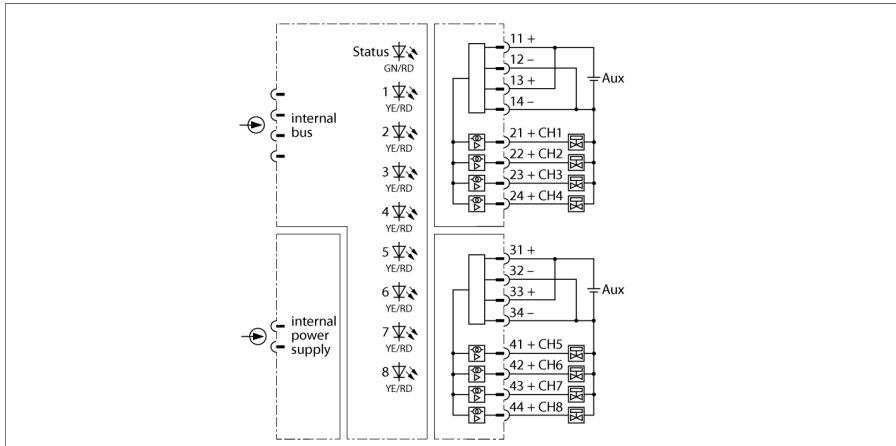 Status
GN/RD
1
YE/RD
2
YE/RD
3
YE/RD
4
YE/RD
5
YE/RD
6
YE/RD
7
YE/RD
8
YE/RD
internal
bus
internal
power
supply
11 +
12 –
13 +
14 –
Aux
21 + CH1
22 + CH2
23 + CH3
24 + CH4
31 +
32 –
33 +
34 –
Aux
41 + CH5
42 + CH6
43 + CH7
44 + CH8